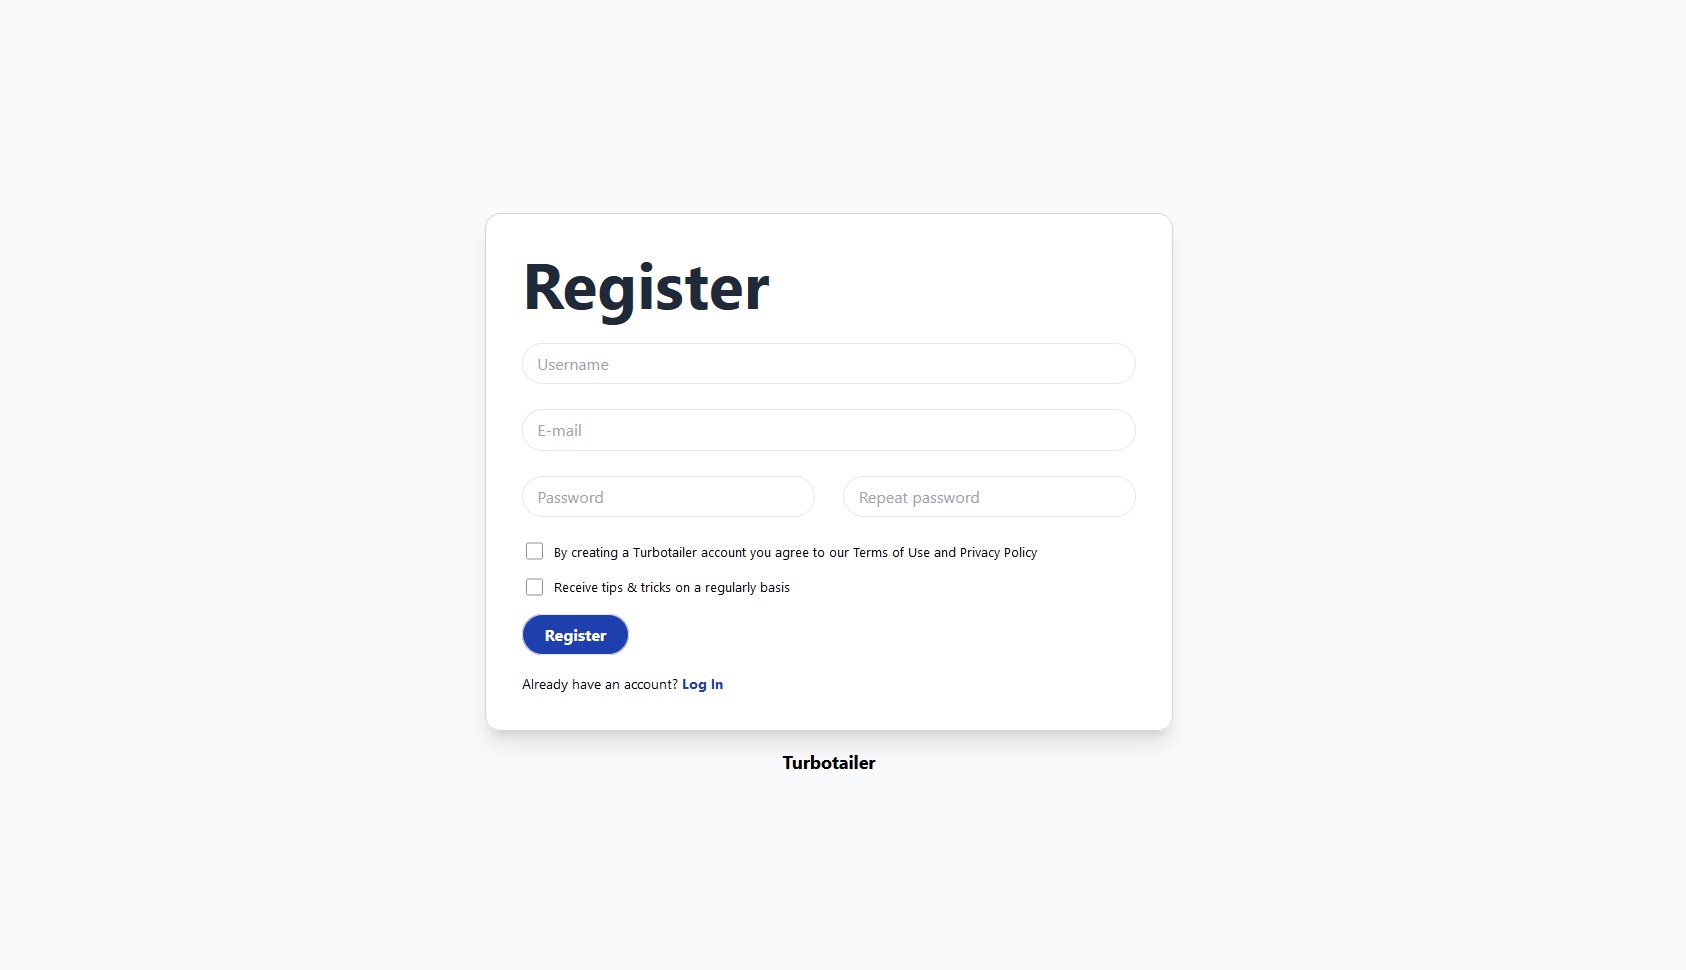 Register
Username
E-mail
Password Repeat password
By creating a Turbotailer account you agree to our Terms of Use and Privacy Policy
Receive tips & tricks on a regularly basis
Register
Already have an account? Log In
Turbotailer